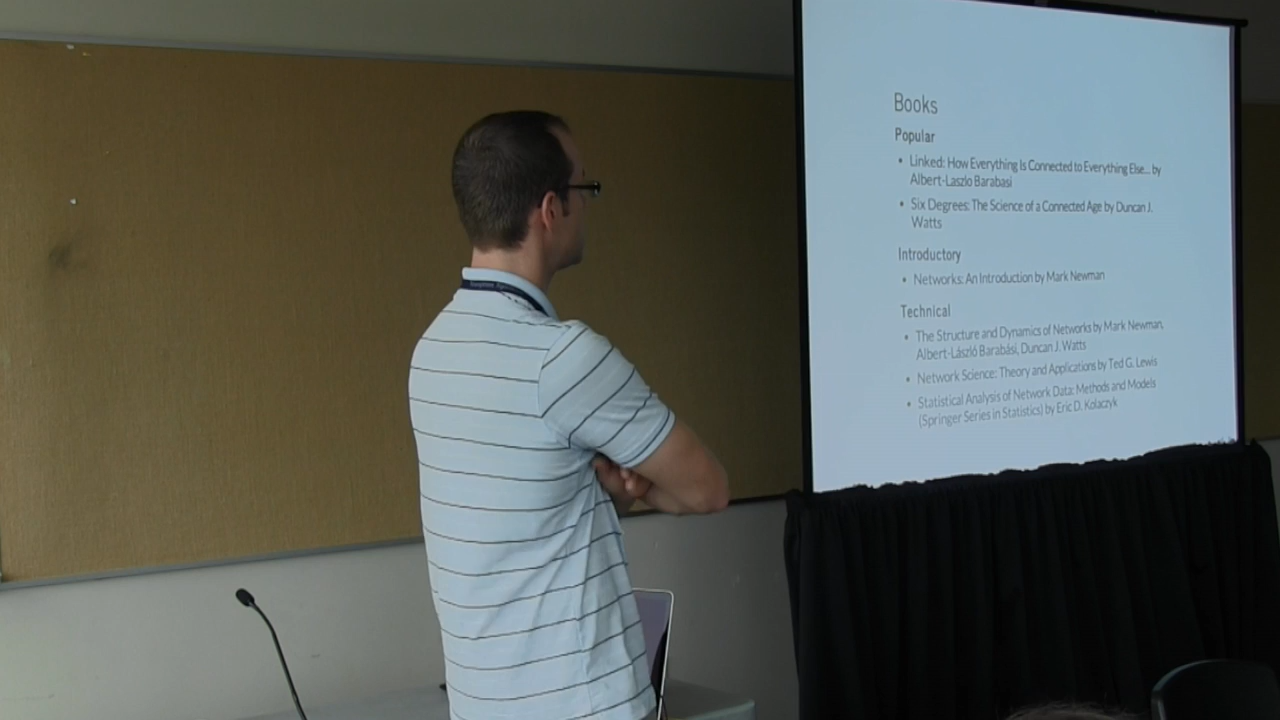 Books
Popular
• Linked: How Everything Is Connected to Everything Else... by
Albert-Laszlo Barabasi
• Six Degrees: The Science of a Connected Age by Duncan J.
Watts
Introductory
• Networks: An Introduction by Mark Newman
Technical
• The Structure and Dynamics of Networks by Mark Newman,
Albert-László Barabási, Duncan J. Watts
• Network Science: Theory and Applications by Ted G. Lewis
• Statistical Analysis of Network Data: Methods and Models
(Springer Series in Statistics) by Eric D. Kolaczyk